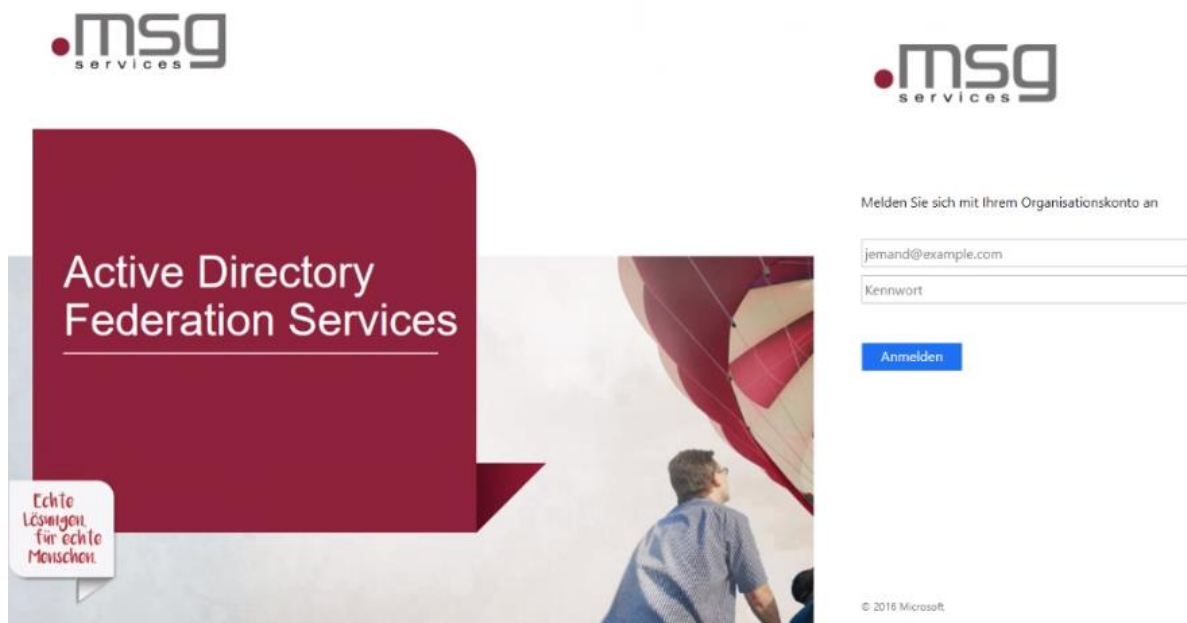 .msg
services
Active Directory
Federation Services
Echte
Lösungen
für echte
Menschen.
.msg
services
Melden Sie sich mit Ihrem Organisationskonto an
jemand@example.com
Kennwort
Anmelden
© 2016 Microsoft